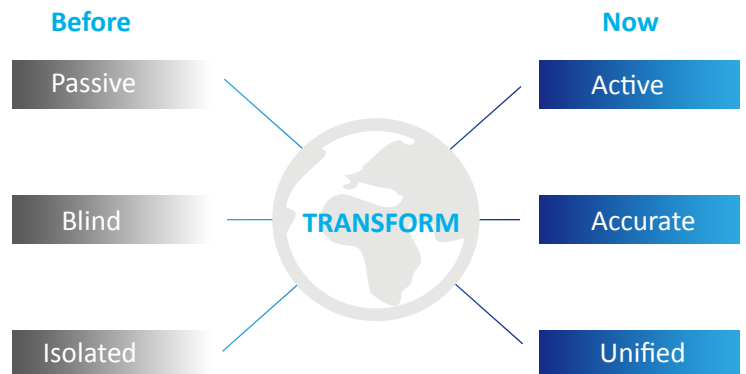 Before
Now
Passive
Active
Blind
TRANSFORM
Accurate
Isolated
Unified